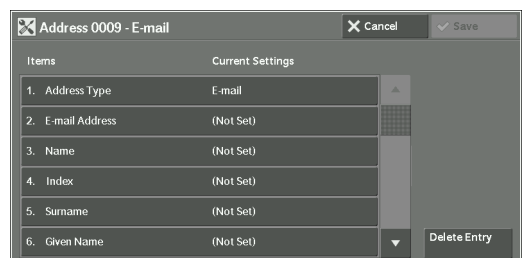 Address 0009 - E-mail Cancel Save
Items Current Settings
1. Address Type E-mail
2. E-mail Address (Not Set)
3. Name (Not Set)
4. Index (Not Set)
5. Surname (Not Set)
6. Given Name (Not Set)
Delete Entry